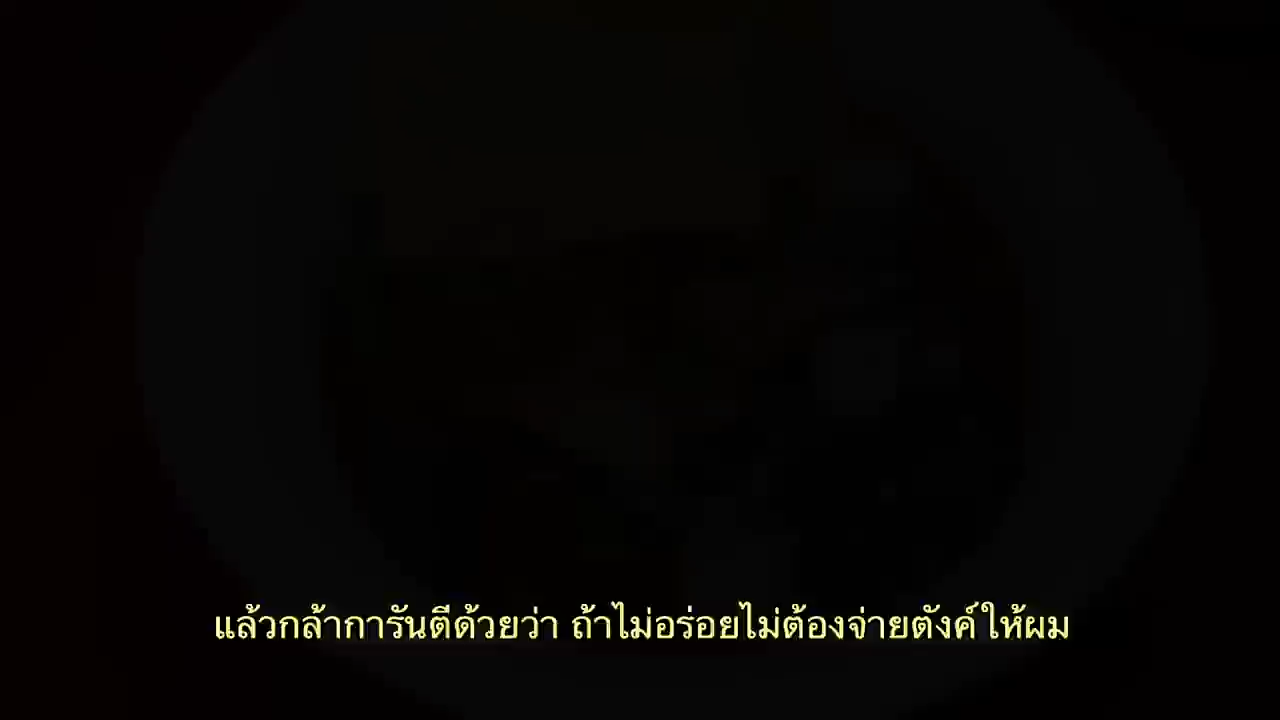 แล้วกล้าการันตีด้วยว่า ถ้าไม่อร่อยไม่ต้องจ่ายตังค์ให้ผม